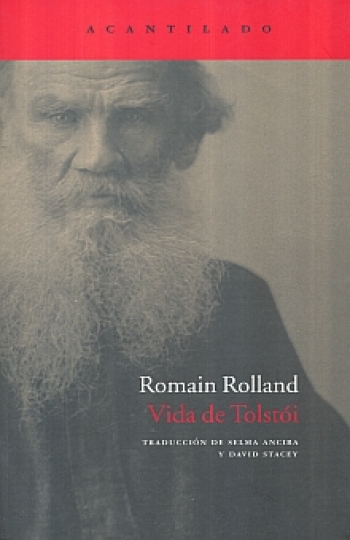 ACANTILADO
Romain Rolland
Vida de Tolstói
TRADUCCIÓN DE SELMA ANCIRA
Y DAVID STACEY